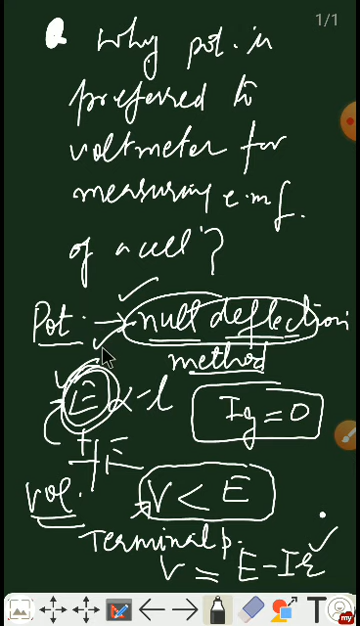 1/1
Q Why pot. is
preferred to
voltmeter for
measuring e.m.f.
of a cell?
Pot. → null deflection
method
E ∝ l
Ig = 0
E
Vol.
V < E
Terminal p.
V = E - Ir
T
my